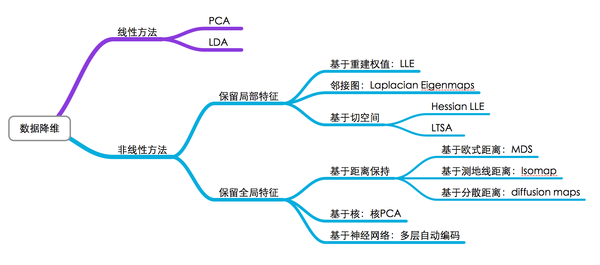 数据降维
线性方法
PCA
LDA
非线性方法
保留局部特征
基于重建权值：LLE
邻接图：Laplacian Eigenmaps
基于切空间
Hessian LLE
LTSA
保留全局特征
基于距离保持
基于欧式距离：MDS
基于测地线距离：Isomap
基于分散距离：diffusion maps
基于核：核PCA
基于神经网络：多层自动编码